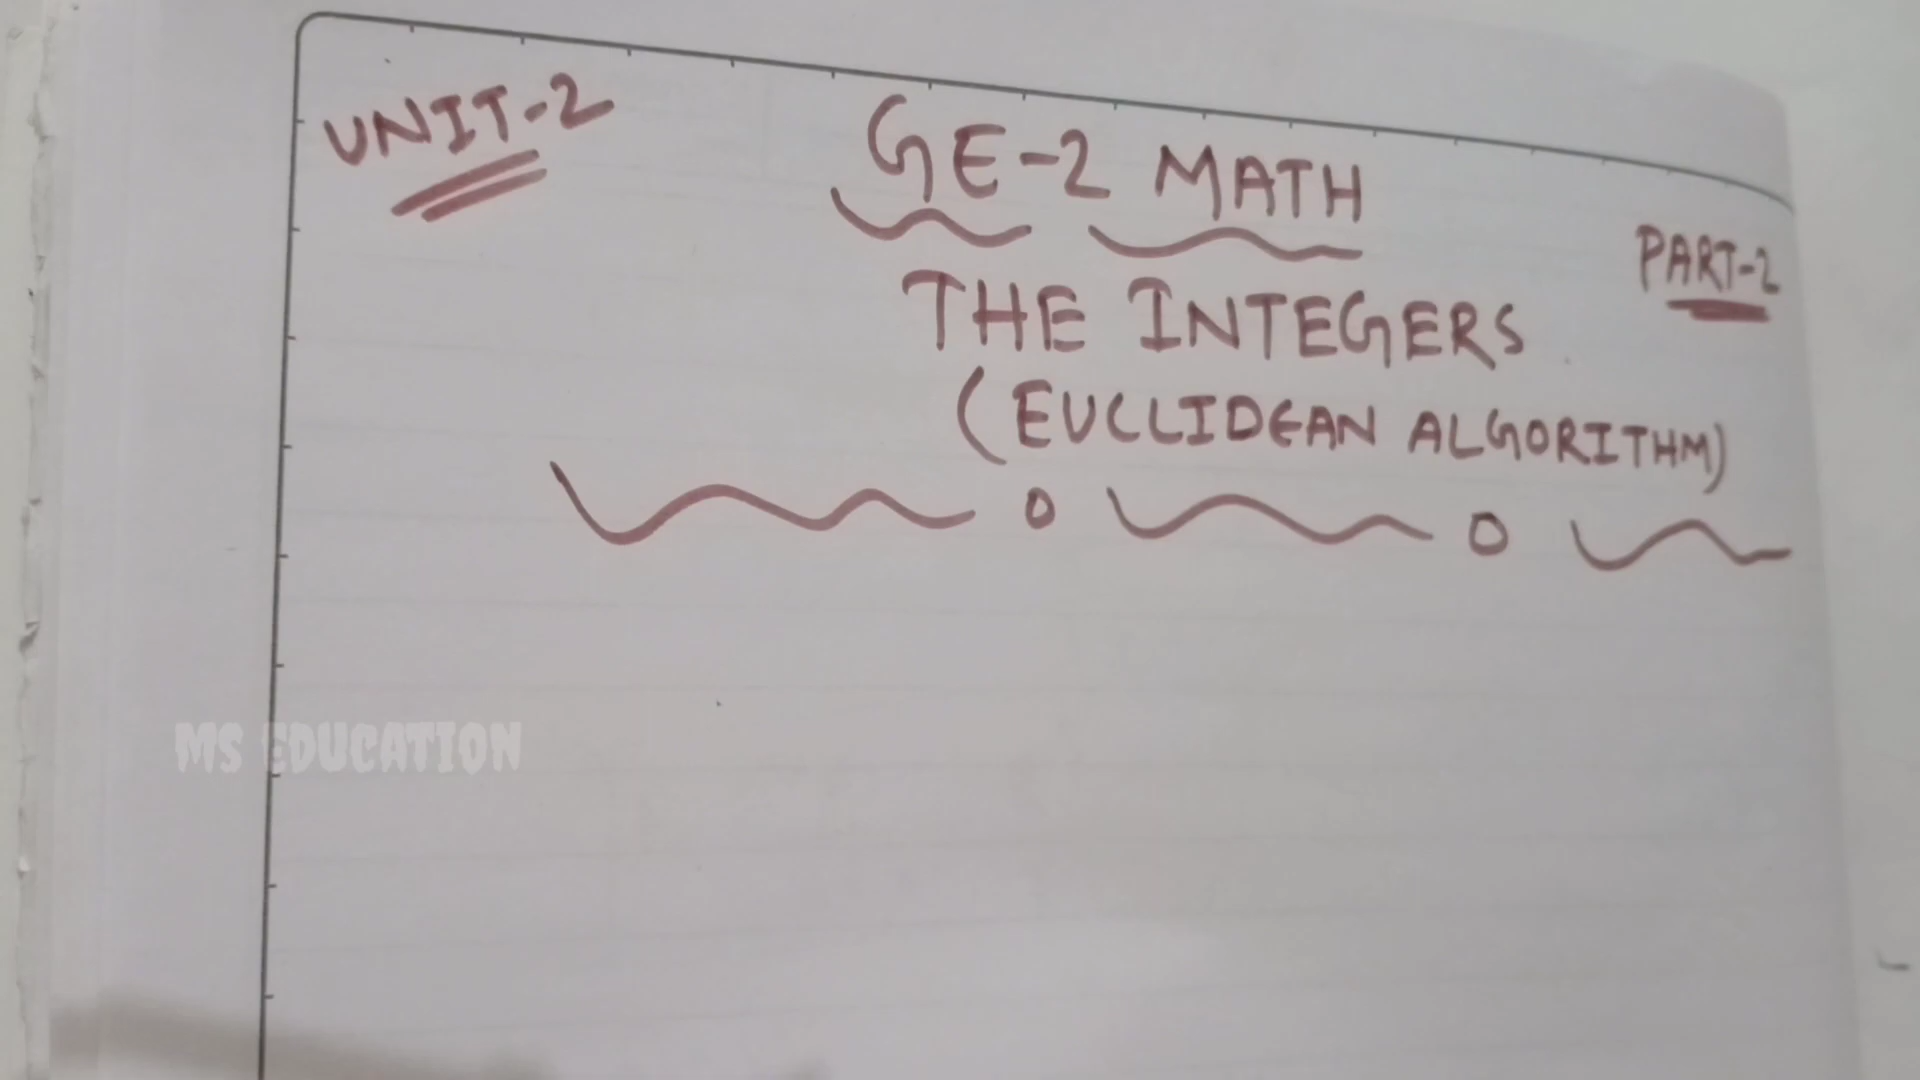 UNIT-2
GE-2 MATH
PART-2
THE INTEGERS
(EUCLIDEAN ALGORITHM)
MS EDUCATION